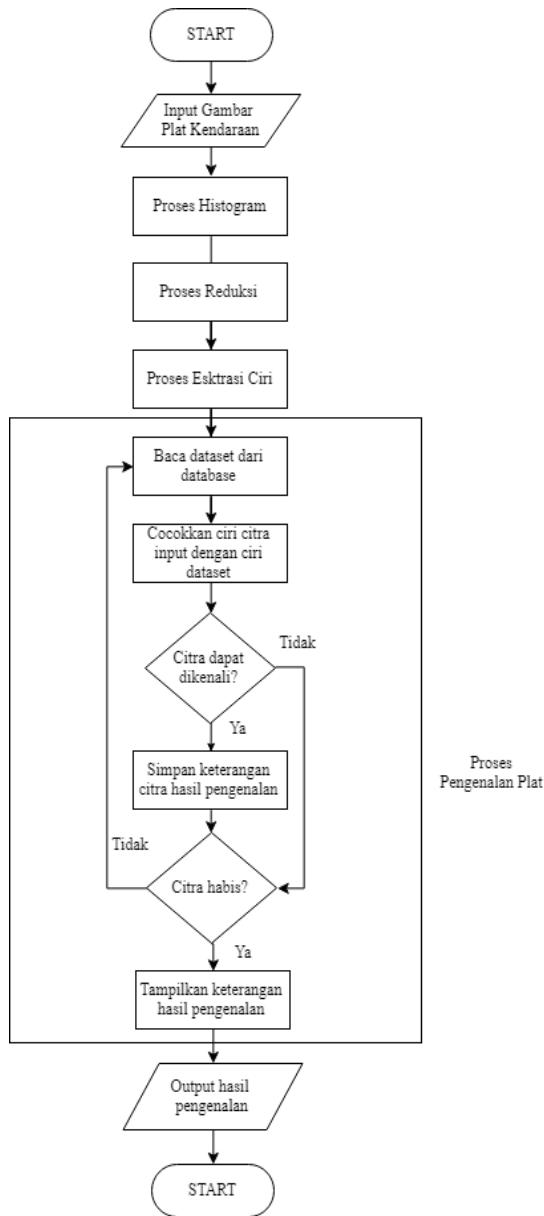 START
Input Gambar
Plat Kendaraan
Proses Histogram
Proses Reduksi
Proses Esktrasi Ciri
Baca dataset dari
database
Cocokkan ciri citra
input dengan ciri
dataset
Citra dapat
dikenali?
Tidak
Ya
Simpan keterangan
citra hasil pengenalan
Proses
Pengenalan Plat
Tidak
Citra habis?
Ya
Tampilkan keterangan
hasil pengenalan
Output hasil
pengenalan
START